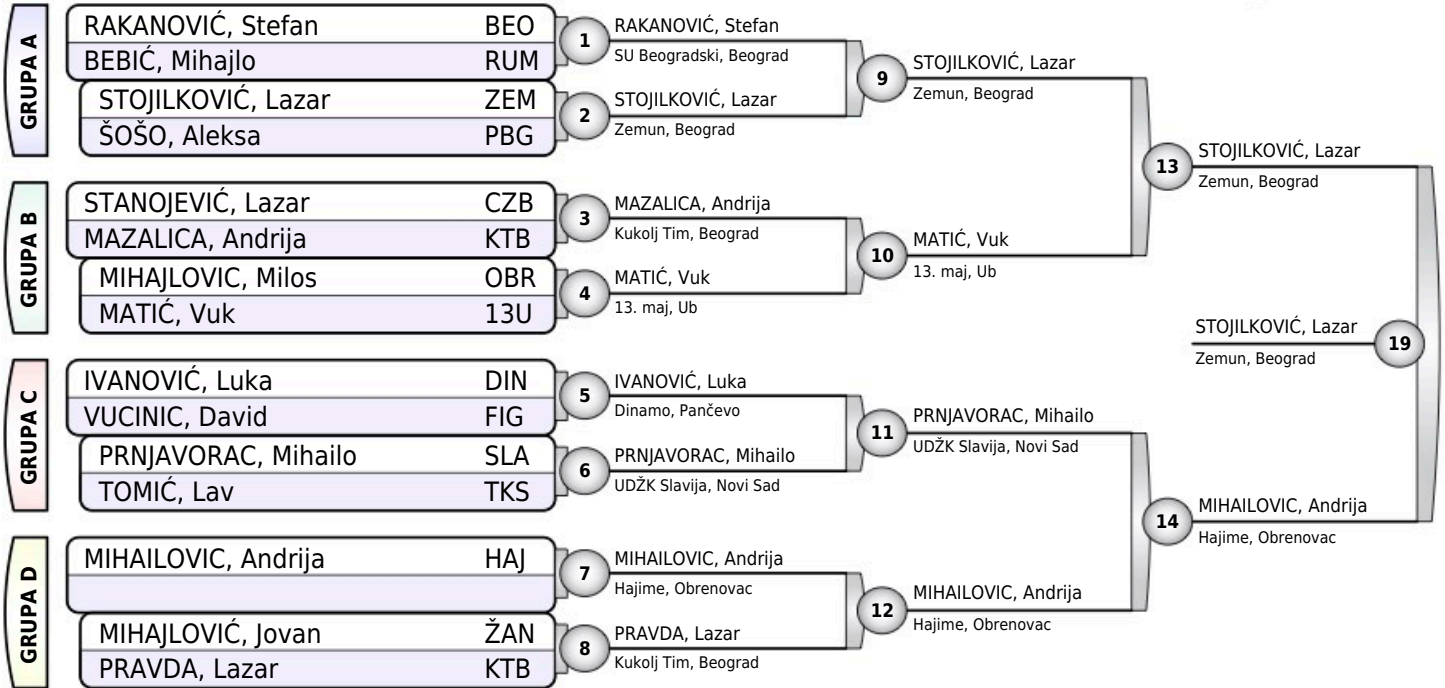 GRUPA A
RAKANOVIĆ, Stefan BEO
BEBIĆ, Mihajlo RUM
STOJILKOVIĆ, Lazar ZEM
ŠOŠO, Aleksa PBG
GRUPA B
STANOJEVIĆ, Lazar CZB
MAZALICA, Andrija KTB
MIHAJLOVIC, Milos OBR
MATIĆ, Vuk 13U
GRUPA C
IVANOVIĆ, Luka DIN
VUCINIC, David FIG
PRNJAVORAC, Mihailo SLA
TOMIĆ, Lav TKS
GRUPA D
MIHAILOVIC, Andrija HAJ
MIHAJLOVIĆ, Jovan ŽAN
PRAVDA, Lazar KTB
1
RAKANOVIĆ, Stefan
SU Beogradski, Beograd
2
STOJILKOVIĆ, Lazar
Zemun, Beograd
3
MAZALICA, Andrija
Kukolj Tim, Beograd
4
MATIĆ, Vuk
13. maj, Ub
5
IVANOVIĆ, Luka
Dinamo, Pančevo
6
PRNJAVORAC, Mihailo
UDŽK Slavija, Novi Sad
7
MIHAILOVIC, Andrija
Hajime, Obrenovac
8
PRAVDA, Lazar
Kukolj Tim, Beograd
9
STOJILKOVIĆ, Lazar
Zemun, Beograd
10
MATIĆ, Vuk
13. maj, Ub
11
PRNJAVORAC, Mihailo
UDŽK Slavija, Novi Sad
12
MIHAILOVIC, Andrija
Hajime, Obrenovac
13
STOJILKOVIĆ, Lazar
Zemun, Beograd
14
MIHAILOVIC, Andrija
Hajime, Obrenovac
STOJILKOVIĆ, Lazar
Zemun, Beograd
19